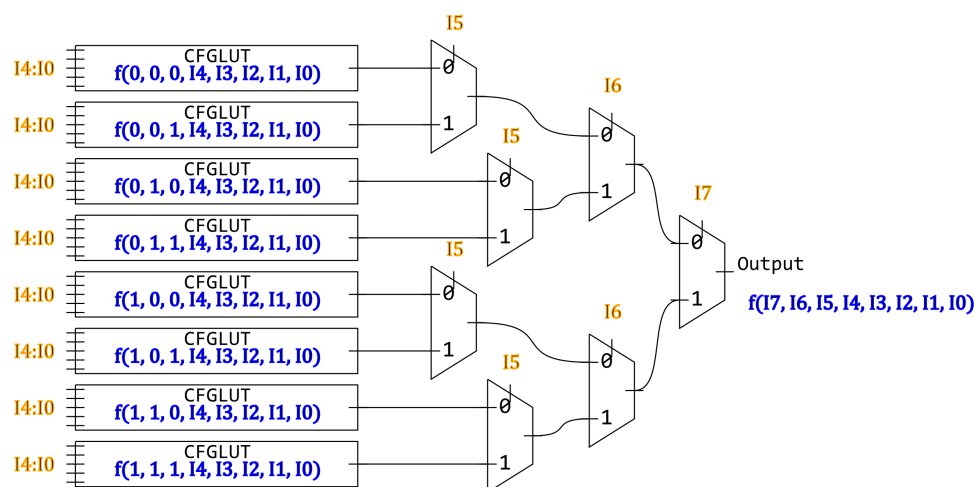 I5
CFGLUT
I4:I0 f(0, 0, 0, I4, I3, I2, I1, I0) 0
I6
CFGLUT
I4:I0 f(0, 0, 1, I4, I3, I2, I1, I0) 1
0
I5
CFGLUT
I4:I0 f(0, 1, 0, I4, I3, I2, I1, I0) 0
1
I7
CFGLUT
I4:I0 f(0, 1, 1, I4, I3, I2, I1, I0) 1
0
I5
Output
CFGLUT
I4:I0 f(1, 0, 0, I4, I3, I2, I1, I0) 0
1 f(I7, I6, I5, I4, I3, I2, I1, I0)
I6
CFGLUT
I4:I0 f(1, 0, 1, I4, I3, I2, I1, I0) 1
0
I5
CFGLUT
I4:I0 f(1, 1, 0, I4, I3, I2, I1, I0) 0
1
CFGLUT
I4:I0 f(1, 1, 1, I4, I3, I2, I1, I0) 1